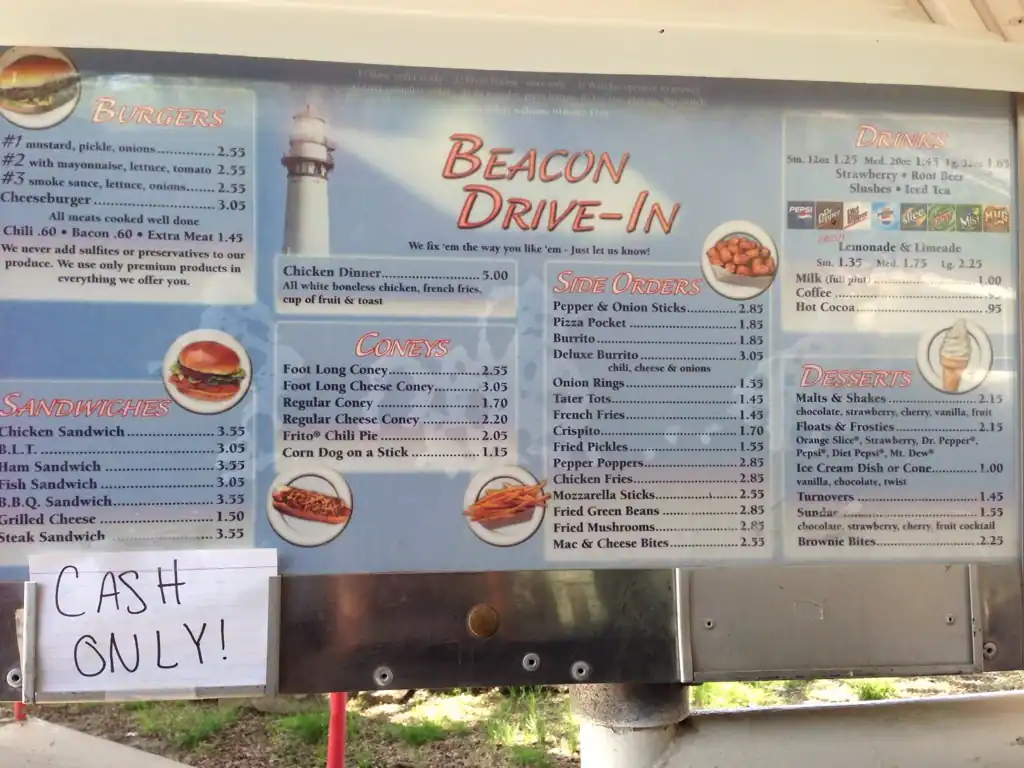 BURGERS
#1 mustard, pickle, onions...................2.55
#2 with mayonnaise, lettuce, tomato 2.55
#3 smoke sauce, lettuce, onions.......2.55
Cheeseburger..............................3.05
All meats cooked well done
Chili .60 • Bacon .60 • Extra Meat 1.45
We never add sulfites or preservatives to our
produce. We use only premium products in
everything we offer you.
SANDWICHES
Chicken Sandwich....................3.55
B.L.T. ......................................3.05
Ham Sandwich ........................3.55
Fish Sandwich ........................3.05
B.B.Q. Sandwich......................3.55
Grilled Cheese ........................1.50
Steak Sandwich ......................3.55
BEACON
DRIVE-IN
We fix 'em the way you like 'em - Just let us know!
Chicken Dinner..........................5.00
All white boneless chicken, french fries,
cup of fruit & toast
CONEYS
Foot Long Coney........................2.55
Foot Long Cheese Coney............3.05
Regular Coney ..........................1.70
Regular Cheese Coney ..............2.20
Frito® Chili Pie ..........................2.05
Corn Dog on a Stick ..................1.15
SIDE ORDERS
Pepper & Onion Sticks............2.85
Pizza Pocket ..........................1.85
Burrito....................................1.85
Deluxe Burrito ........................3.05
chili, cheese & onions
Onion Rings ............................1.55
Tater Tots................................1.45
French Fries............................1.45
Crispito..................................1.70
Fried Pickles............................1.55
Pepper Poppers......................2.85
Chicken Fries..........................2.85
Mozzarella Sticks....................2.55
Fried Green Beans ..................2.85
Fried Mushrooms....................2.85
Mac & Cheese Bites................2.55
DRINKS
Sm. 12oz 1.25 Med. 20oz 1.45 Lg. 32oz 1.65
Strawberry • Root Beer
Slushes • Iced Tea
PEPSI
Dr Pepper
Slice
Mist
MUG
Lemonade & Limeade
Sm. 1.35 Med. 1.75 Lg. 2.25
Milk (full pint) ........................1.00
Coffee
Hot Cocoa..............................95
DESSERTS
Malts & Shakes ......................2.15
chocolate, strawberry, cherry, vanilla, fruit
Floats & Frosties ....................2.15
Orange Slice®, Strawberry, Dr. Pepper®,
Pepsi®, Diet Pepsi®, Mt. Dew®
Ice Cream Dish or Cone..........1.00
vanilla, chocolate, twist
Turnovers ..............................1.45
Sundae ..................................1.55
chocolate, strawberry, cherry, fruit cocktail
Brownie Bites..........................2.25
CASH
ONLY!